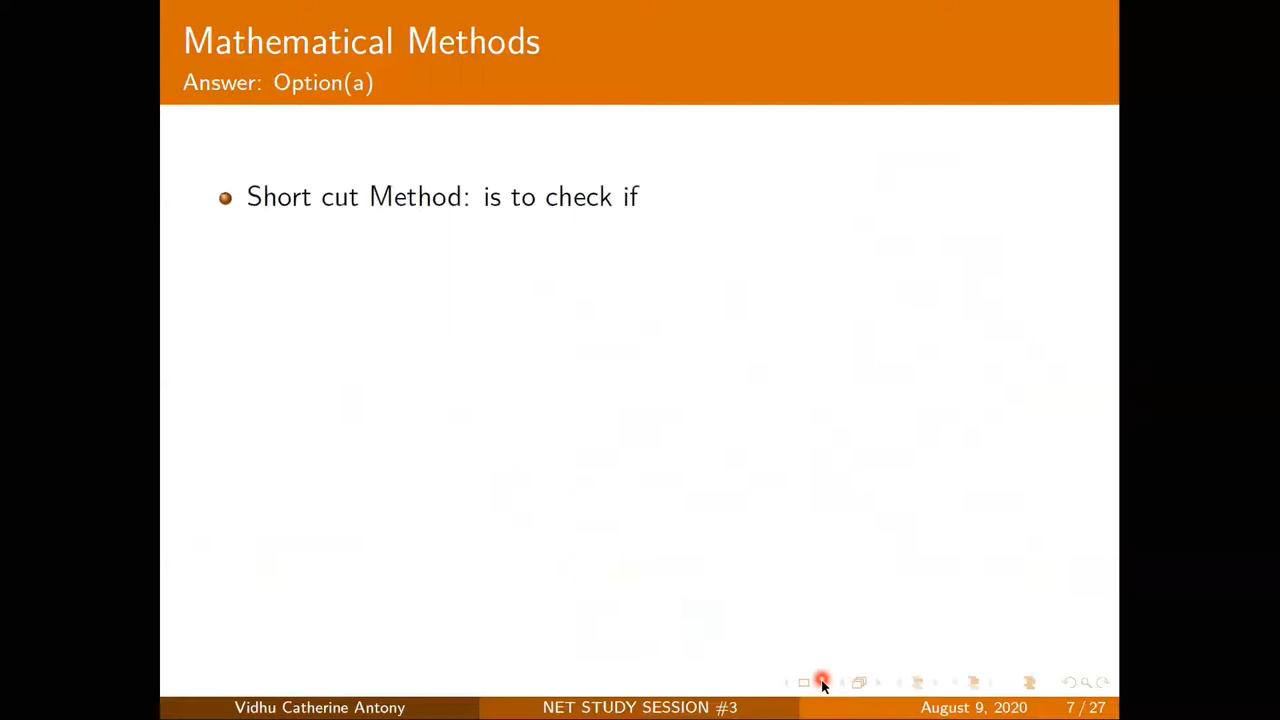 Mathematical Methods
Answer: Option(a)
Short cut Method: is to check if
Vidhu Catherine Antony
NET STUDY SESSION #3
August 9, 2020
7 / 27